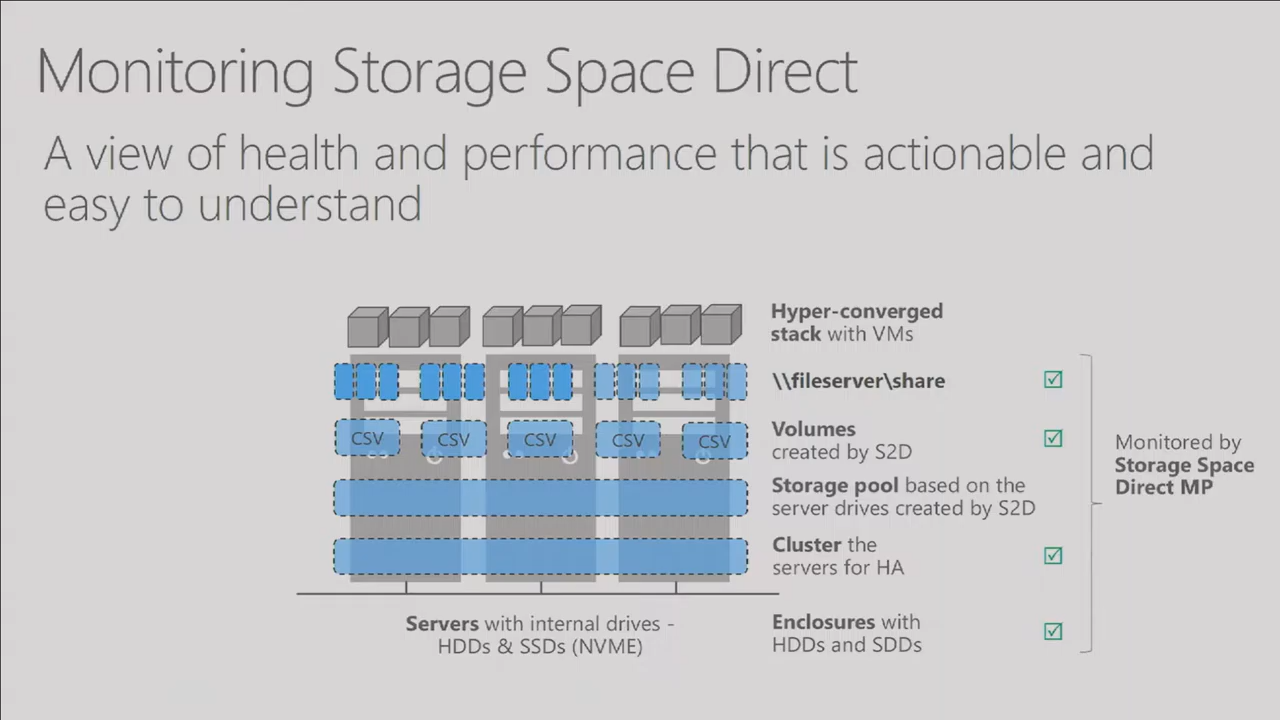 Monitoring Storage Space Direct
A view of health and performance that is actionable and
easy to understand
Hyper-converged
stack with VMs
\\fileserver\share
CSV CSV CSV CSV CSV
Volumes
created by S2D
Storage pool based on the
server drives created by S2D
Cluster the
servers for HA
Servers with internal drives -
HDDs & SSDs (NVME)
Enclosures with
HDDs and SDDs
Monitored by
Storage Space
Direct MP